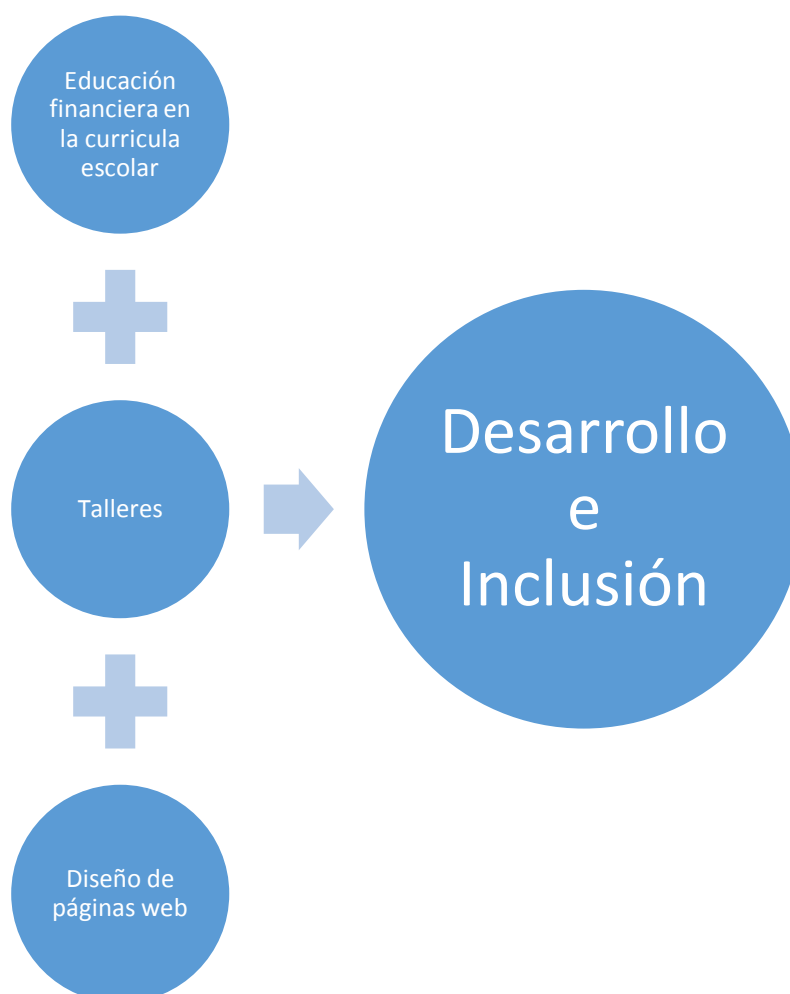 Educación
financiera en
la curricula
escolar
Talleres
Diseño de
páginas web
Desarrollo
e
Inclusión